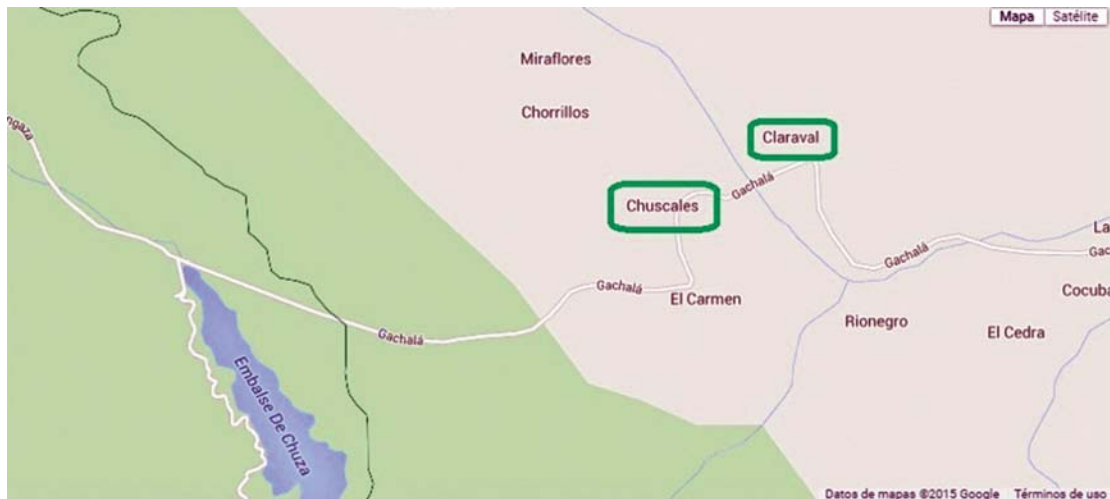 Mapa Satélite
Miraflores
Chorrillos
Claraval
Gachalá
Chuscales
Gachalá
Gachalá
El Carmen
Rionegro
El Cedra
Gachalá
Embalse De Chuza
Datos de mapas ©2015 Google Términos de uso